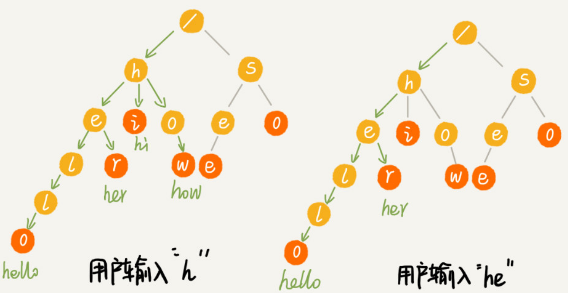 / /
h s h s
e i o e o e i o e o
hi
l r w e l r w e
her how her
l l
o o
hello hello
用户输入"h" 用户输入"he"